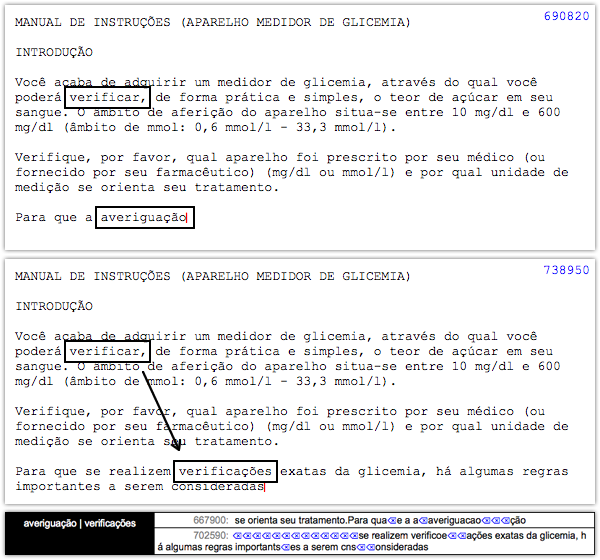 690820
MANUAL DE INSTRUÇÕES (APARELHO MEDIDOR DE GLICEMIA)
INTRODUÇÃO
Você acaba de adquirir um medidor de glicemia, através do qual você
poderá verificar, de forma prática e simples, o teor de açúcar em seu
sangue. O âmbito de aferição do aparelho situa-se entre 10 mg/dl e 600
mg/dl (âmbito de mmol: 0,6 mmol/l - 33,3 mmol/l).
Verifique, por favor, qual aparelho foi prescrito por seu médico (ou
fornecido por seu farmacêutico) (mg/dl ou mmol/l) e por qual unidade de
medição se orienta seu tratamento.
Para que a averiguação
738950
MANUAL DE INSTRUÇÕES (APARELHO MEDIDOR DE GLICEMIA)
INTRODUÇÃO
Você acaba de adquirir um medidor de glicemia, através do qual você
poderá verificar, de forma prática e simples, o teor de açúcar em seu
sangue. O âmbito de aferição do aparelho situa-se entre 10 mg/dl e 600
mg/dl (âmbito de mmol: 0,6 mmol/l - 33,3 mmol/l).
Verifique, por favor, qual aparelho foi prescrito por seu médico (ou
fornecido por seu farmacêutico) (mg/dl ou mmol/l) e por qual unidade de
medição se orienta seu tratamento.
Para que se realizem verificações exatas da glicemia, há algumas regras
importantes a serem consideradas
averiguação | verificações
667900: se orienta seu tratamento.Para qua⌫e a a⌫averiguacao⌫⌫⌫ção
702590: ⌫⌫⌫⌫⌫⌫⌫⌫⌫⌫⌫⌫⌫se realizem verificoe⌫⌫ações exatas da glicemia, h
á algumas regras important​s⌫es a serem cns⌫⌫onsideradas